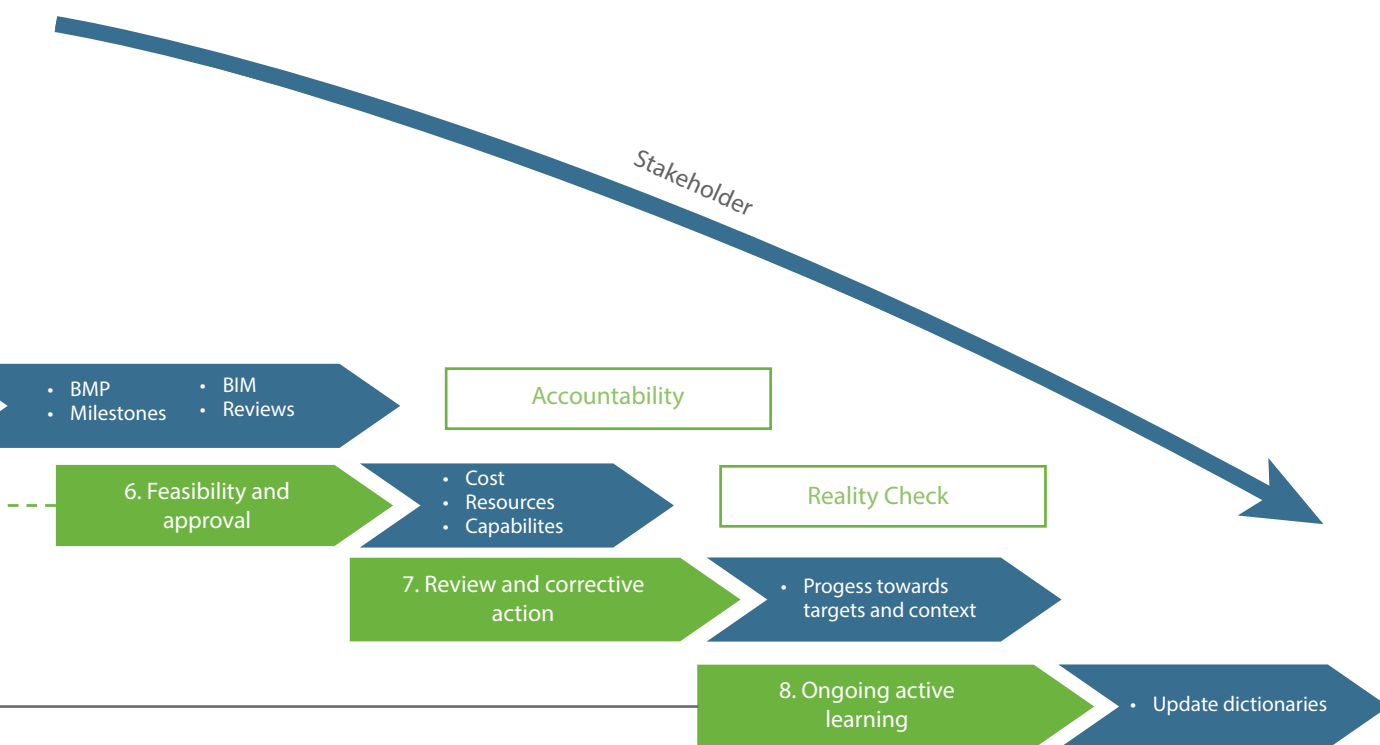 Stakeholder
• BMP
• Milestones
• BIM
• Reviews
Accountability
6. Feasibility and
approval
• Cost
• Resources
• Capabilites
Reality Check
7. Review and corrective
action
• Progess towards
targets and context
8. Ongoing active
learning
• Update dictionaries